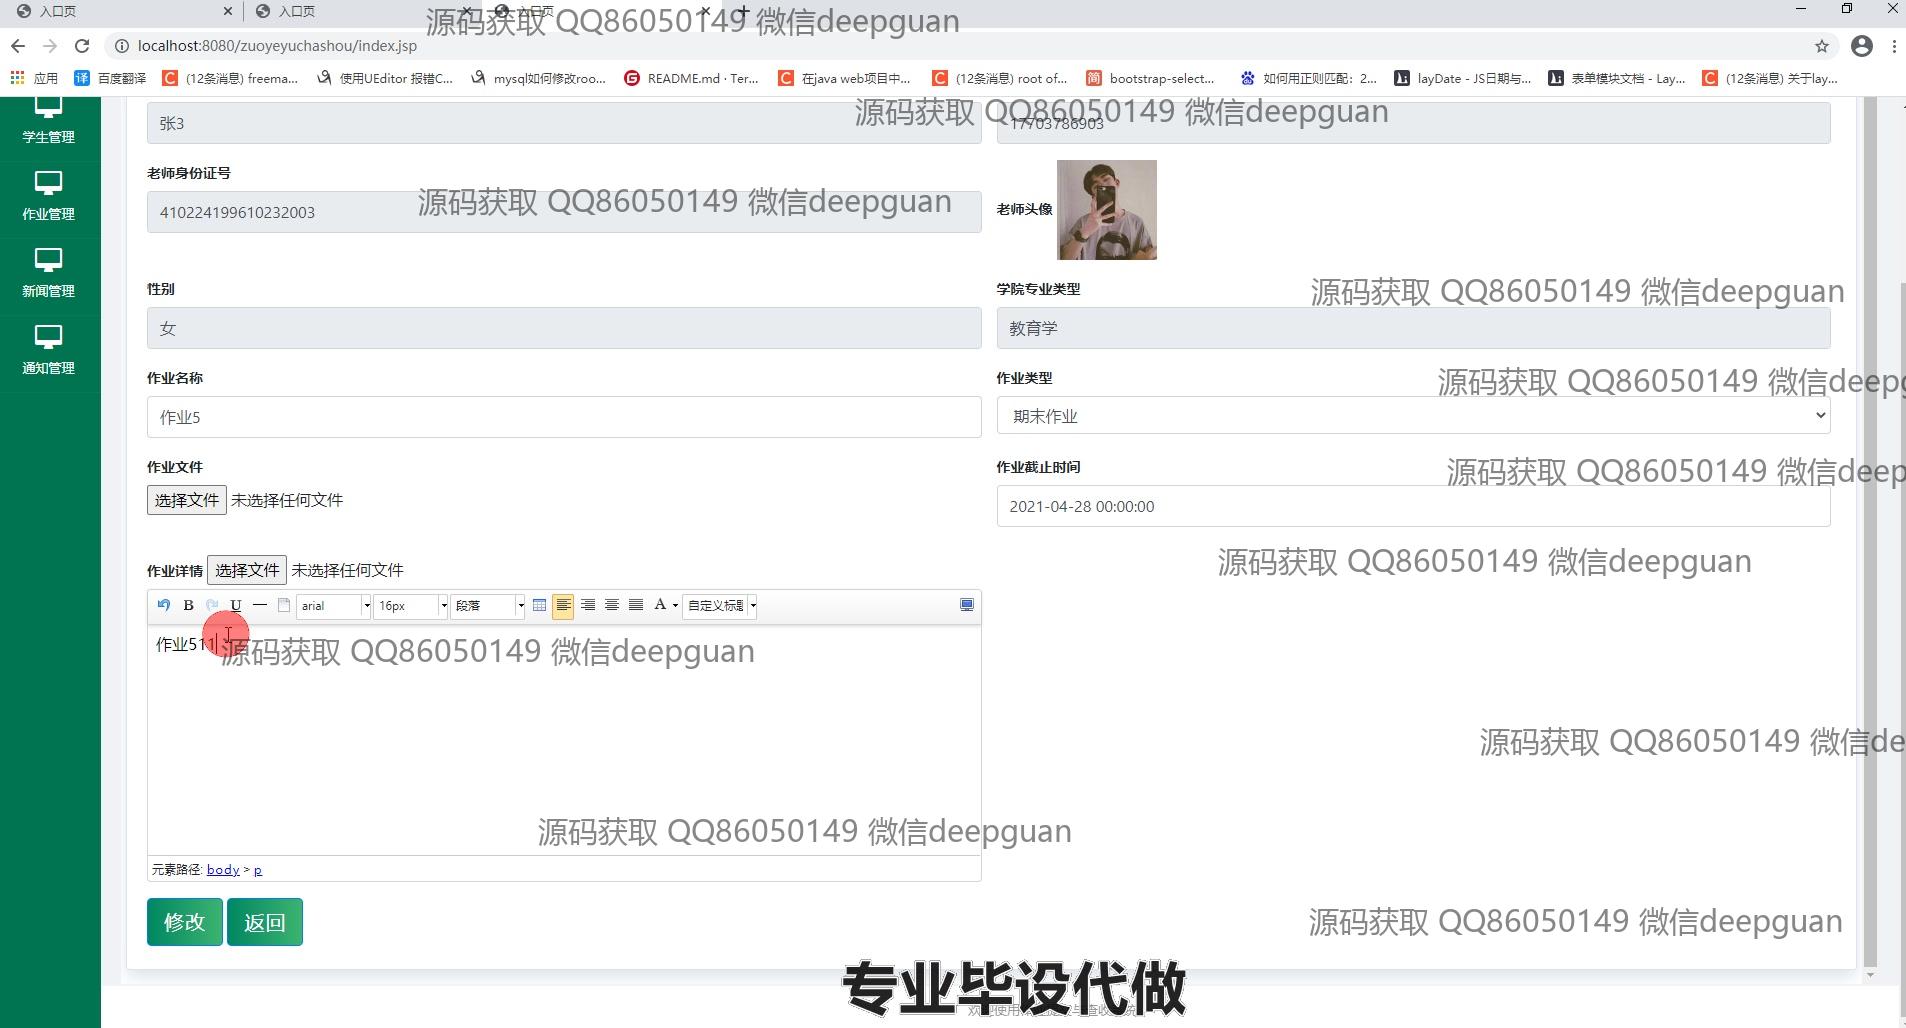 入口页
入口页
入口页
源码获取 QQ86050149 微信deepguan
localhost:8080/zuoyeyuchashou/index.jsp
应用
百度翻译
(12条消息) freema...
使用UEditor 报错C...
mysql如何修改roo...
README.md · Ter...
在java web项目中...
(12条消息) root of...
bootstrap-select...
如何用正则匹配：2...
layDate - JS日期与...
表单模块文档 - Lay...
(12条消息) 关于lay...
源码获取 QQ86050149 微信deepguan
学生管理
作业管理
新闻管理
通知管理
张3
17703786903
老师身份证号
410224199610232003
源码获取 QQ86050149 微信deepguan
老师头像
源码获取 QQ86050149 微信deepguan
性别
学院专业类型
女
教育学
作业名称
作业类型
源码获取 QQ86050149 微信deep
作业5
期末作业
作业文件
作业截止时间
源码获取 QQ86050149 微信deep
选择文件 未选择任何文件
2021-04-28 00:00:00
源码获取 QQ86050149 微信deepguan
作业详情 选择文件 未选择任何文件
B U arial 16px 段落 A 自定义标题
作业511
源码获取 QQ86050149 微信deepguan
源码获取 QQ86050149 微信de
源码获取 QQ86050149 微信deepguan
元素路径: body > p
修改 返回
源码获取 QQ86050149 微信deepguan
专业毕设代做
欢迎使用